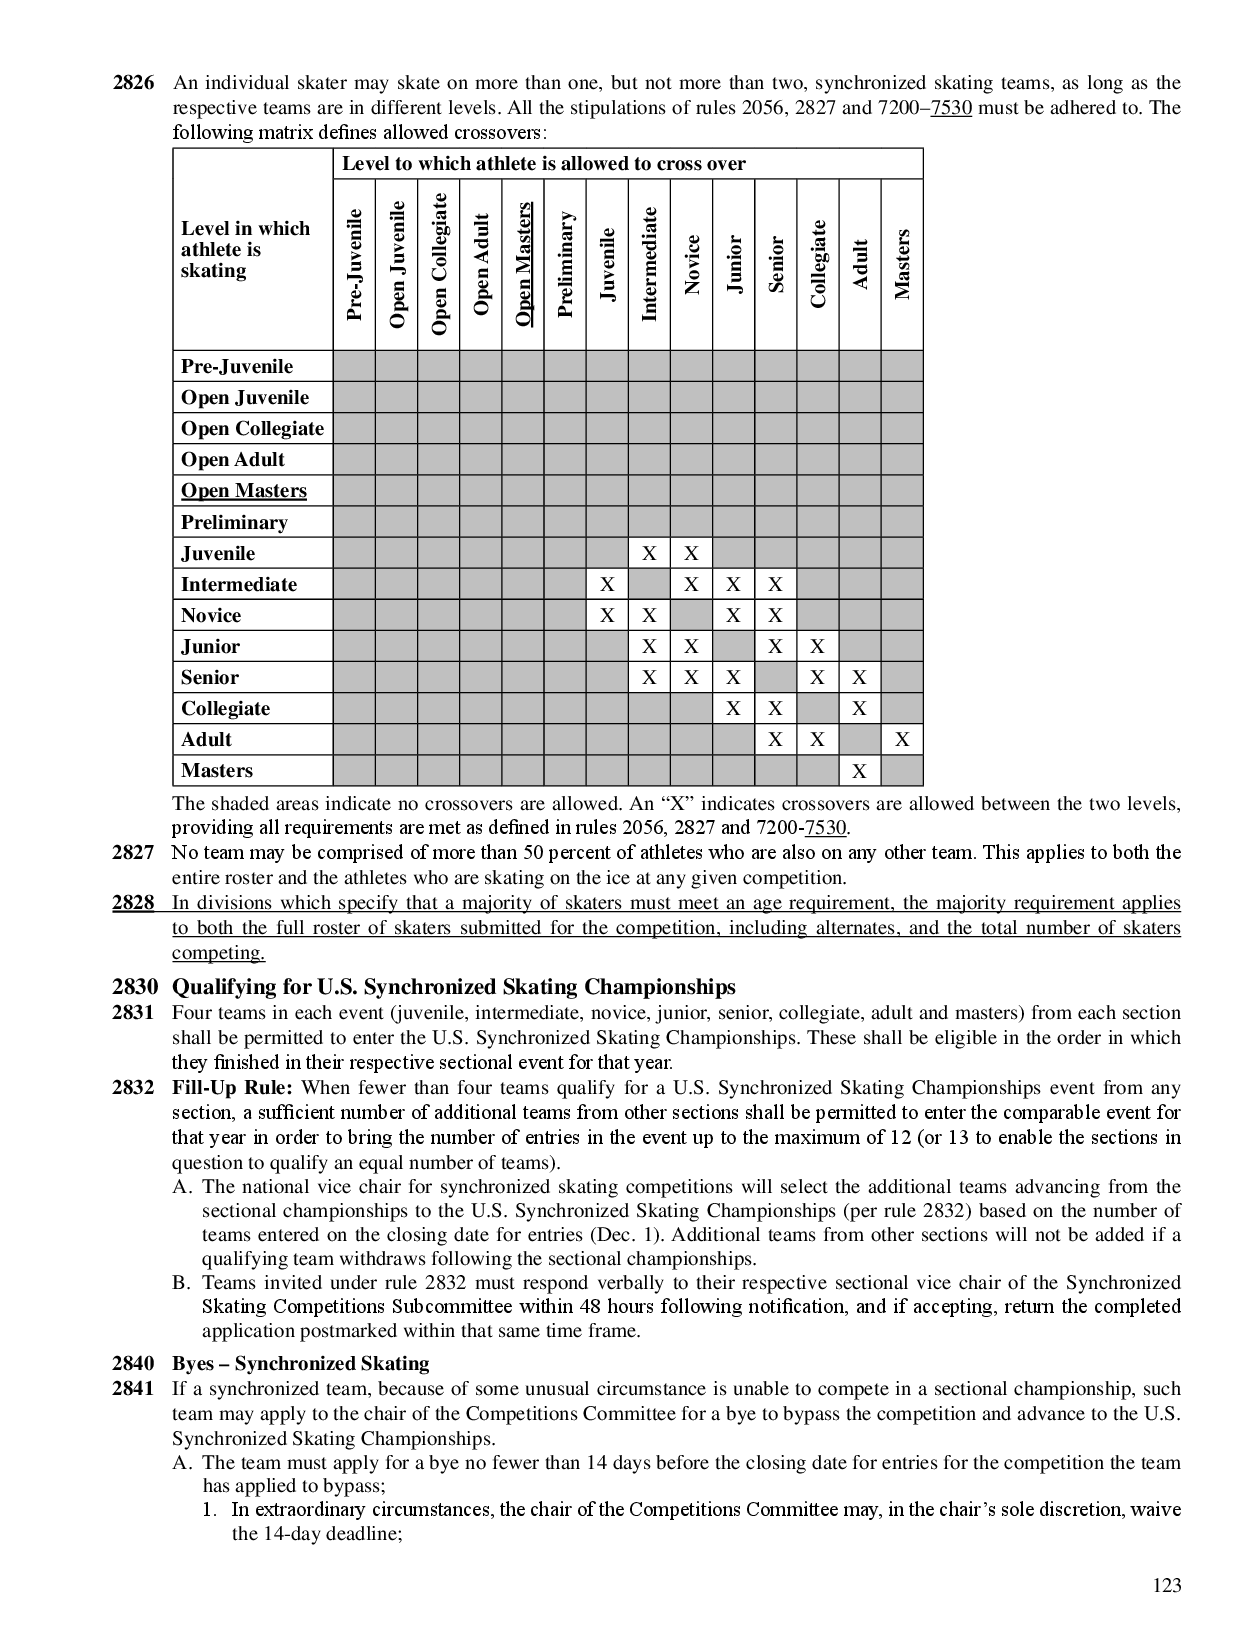 2826 An individual skater may skate on more than one, but not more than two, synchronized skating teams, as long as the
respective teams are in different levels. All the stipulations of rules 2056, 2827 and 7200–7530 must be adhered to. The
following matrix defines allowed crossovers:
Level in which
athlete is
skating
Level to which athlete is allowed to cross over
Pre-Juvenile
Open Juvenile
Open Collegiate
Open Adult
Open Masters
Preliminary
Juvenile
Intermediate
Novice
Junior
Senior
Collegiate
Adult
Masters
Pre-Juvenile
Open Juvenile
Open Collegiate
Open Adult
Open Masters
Preliminary
Juvenile X X
Intermediate X X X X
Novice X X X X
Junior X X X X
Senior X X X X X
Collegiate X X X
Adult X X X
Masters X
The shaded areas indicate no crossovers are allowed. An “X” indicates crossovers are allowed between the two levels,
providing all requirements are met as defined in rules 2056, 2827 and 7200-7530.
2827 No team may be comprised of more than 50 percent of athletes who are also on any other team. This applies to both the
entire roster and the athletes who are skating on the ice at any given competition.
2828 In divisions which specify that a majority of skaters must meet an age requirement, the majority requirement applies
to both the full roster of skaters submitted for the competition, including alternates, and the total number of skaters
competing.
2830 Qualifying for U.S. Synchronized Skating Championships
2831 Four teams in each event (juvenile, intermediate, novice, junior, senior, collegiate, adult and masters) from each section
shall be permitted to enter the U.S. Synchronized Skating Championships. These shall be eligible in the order in which
they finished in their respective sectional event for that year.
2832 Fill-Up Rule: When fewer than four teams qualify for a U.S. Synchronized Skating Championships event from any
section, a sufficient number of additional teams from other sections shall be permitted to enter the comparable event for
that year in order to bring the number of entries in the event up to the maximum of 12 (or 13 to enable the sections in
question to qualify an equal number of teams).
A. The national vice chair for synchronized skating competitions will select the additional teams advancing from the
sectional championships to the U.S. Synchronized Skating Championships (per rule 2832) based on the number of
teams entered on the closing date for entries (Dec. 1). Additional teams from other sections will not be added if a
qualifying team withdraws following the sectional championships.
B. Teams invited under rule 2832 must respond verbally to their respective sectional vice chair of the Synchronized
Skating Competitions Subcommittee within 48 hours following notification, and if accepting, return the completed
application postmarked within that same time frame.
2840 Byes – Synchronized Skating
2841 If a synchronized team, because of some unusual circumstance is unable to compete in a sectional championship, such
team may apply to the chair of the Competitions Committee for a bye to bypass the competition and advance to the U.S.
Synchronized Skating Championships.
A. The team must apply for a bye no fewer than 14 days before the closing date for entries for the competition the team
has applied to bypass;
1. In extraordinary circumstances, the chair of the Competitions Committee may, in the chair’s sole discretion, waive
the 14-day deadline;
123